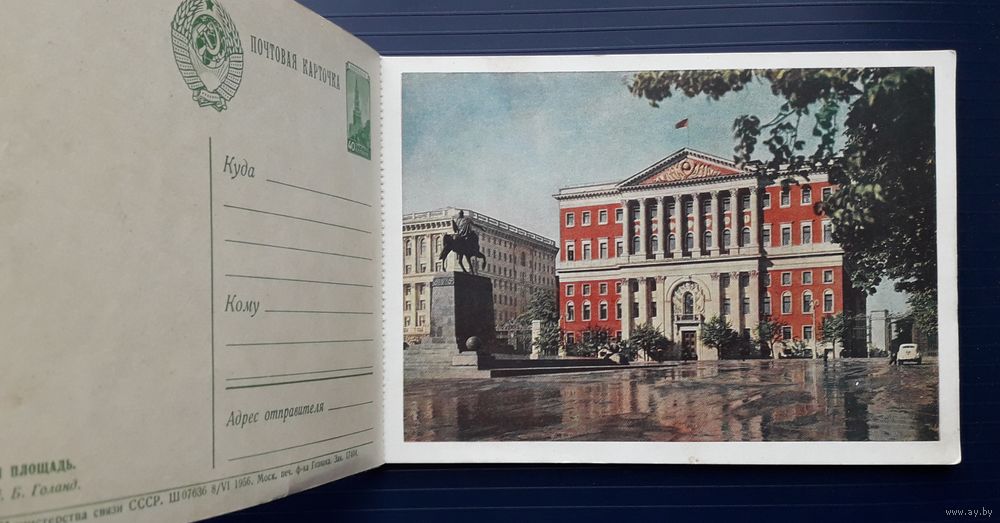 ПОЧТОВАЯ КАРТОЧКА
40
Куда
Кому
Адрес отправителя
ПЛОЩАДЬ.
Б. Голанд.
связи СССР. Ш 07636 8/VI 1956. Моск. печ. ф-ка Гознака. Зак.
www.ay.by